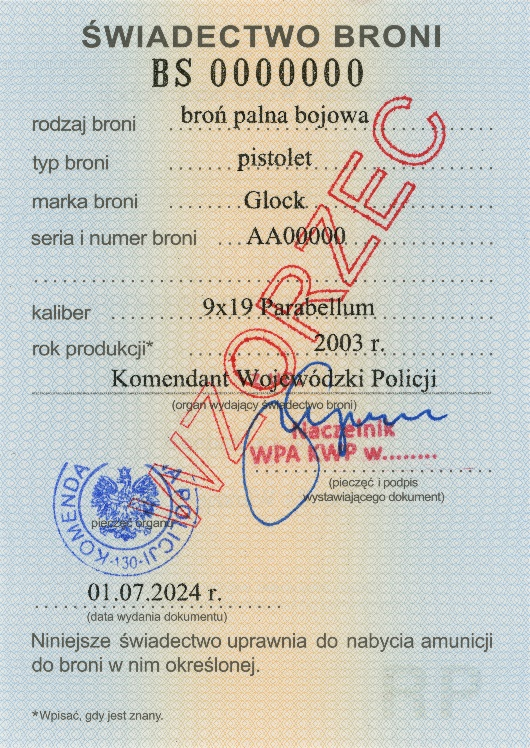 ŚWIADECTWO BRONI
BS 0000000
rodzaj broni broń palna bojowa
typ broni pistolet
marka broni Glock
seria i numer broni AA00000
kaliber 9x19 Parabellum
rok produkcji* 2003 r.
Komendant Wojewódzki Policji
(organ wydający świadectwo broni)
Naczelnik
WPA KWP w.........
(pieczęć i podpis
wystawiającego dokument)
KOMENDA POLICJI -130-
pieczęć organu
01.07.2024 r.
(data wydania dokumentu)
Niniejsze świadectwo uprawnia do nabycia amunicji
do broni w nim określonej.
RP
*Wpisać, gdy jest znany.
WZORZEC